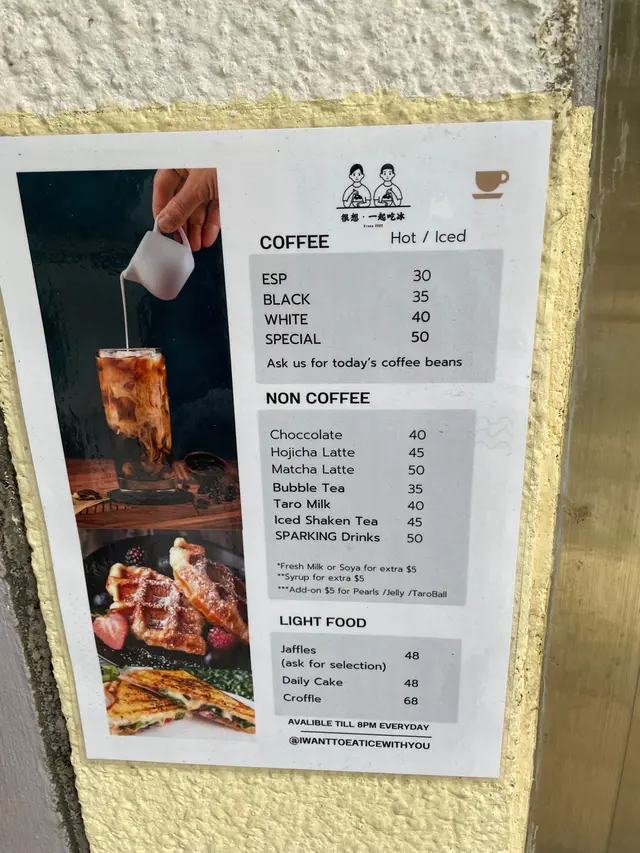 很想·一起吃冰
Since 2021
COFFEE Hot / Iced
ESP 30
BLACK 35
WHITE 40
SPECIAL 50
Ask us for today's coffee beans
NON COFFEE
Choccolate 40
Hojicha Latte 45
Matcha Latte 50
Bubble Tea 35
Taro Milk 40
Iced Shaken Tea 45
SPARKING Drinks 50
*Fresh Milk or Soya for extra $5
**Syrup for extra $5
***Add-on $5 for Pearls /Jelly /TaroBall
LIGHT FOOD
Jaffles
(ask for selection) 48
Daily Cake 48
Croffle 68
AVALIBLE TILL 8PM EVERYDAY
@IWANTTOEATICEWITHYOU